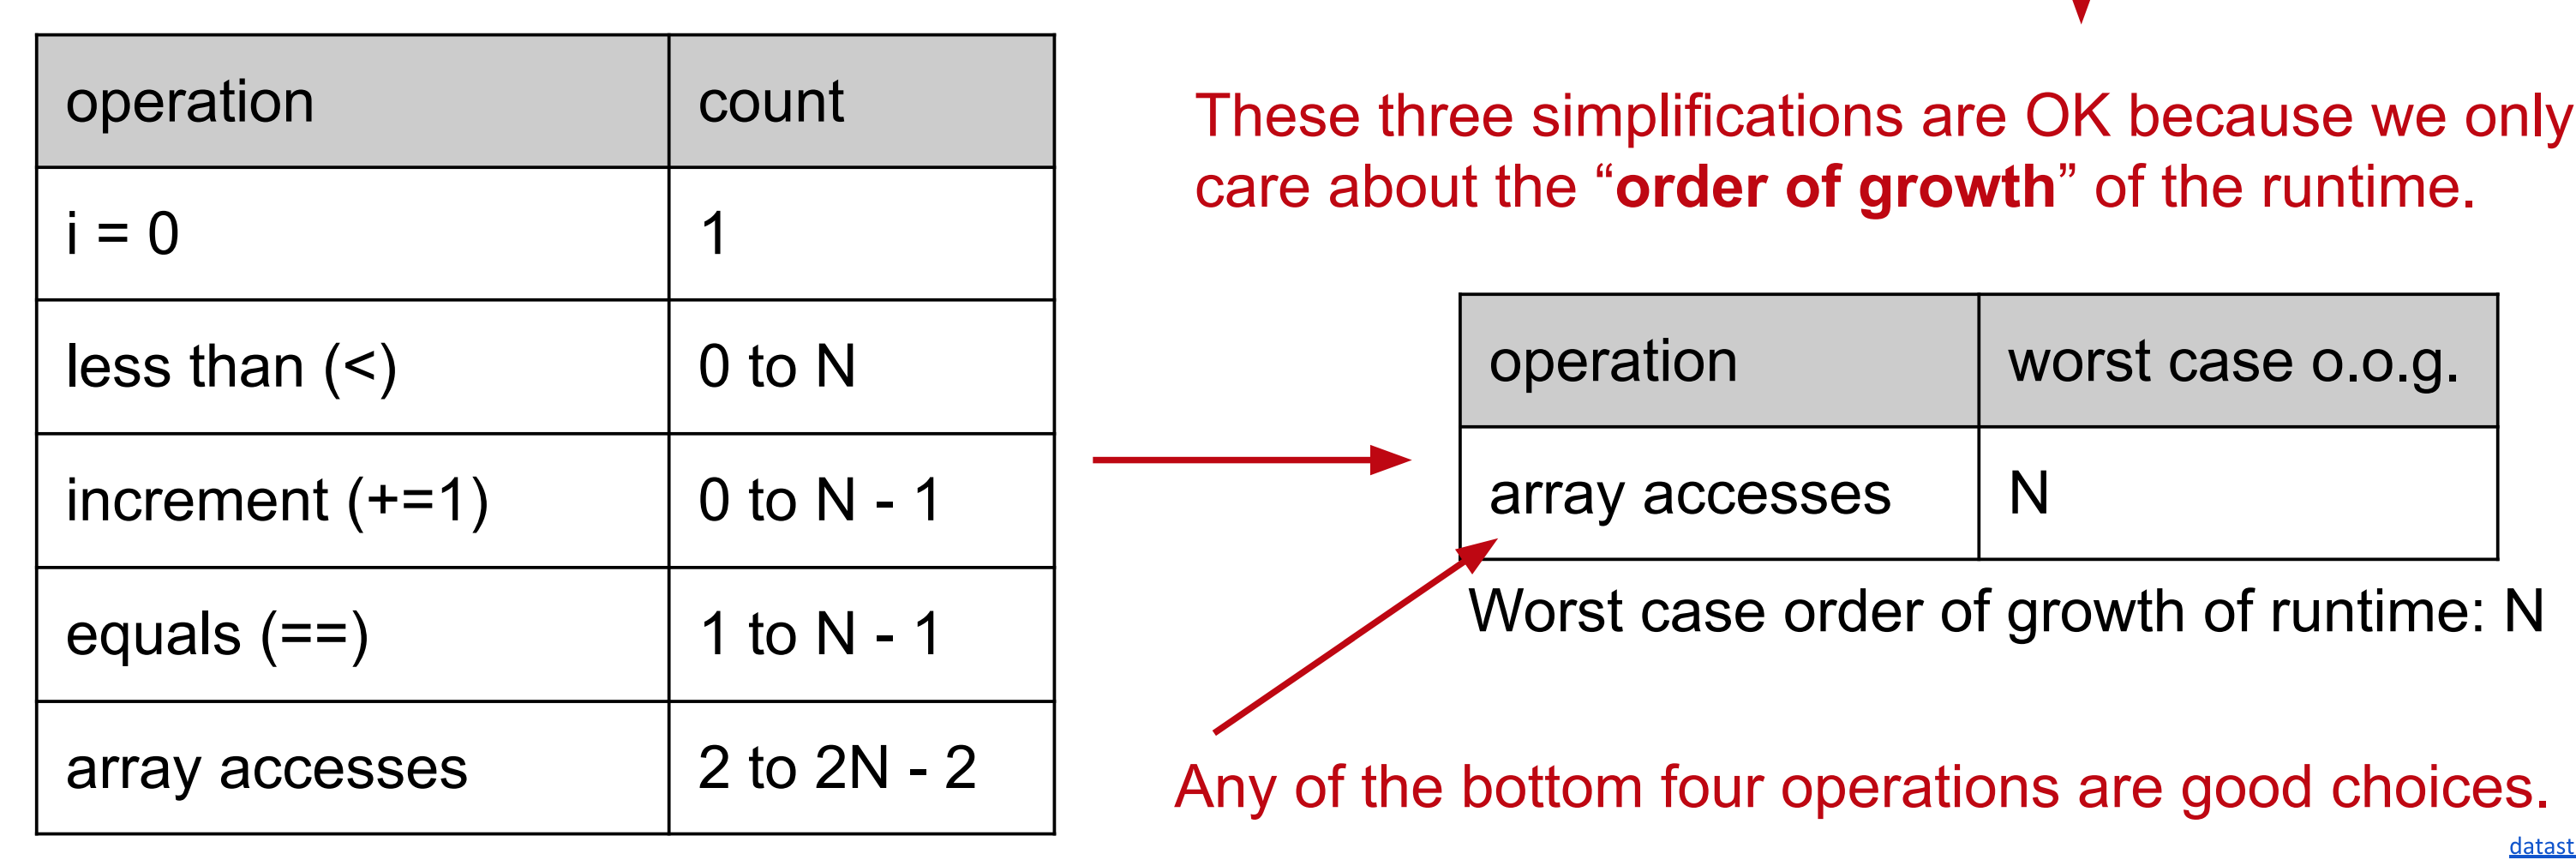 operation count
i = 0 1
less than (<) 0 to N
increment (+=1) 0 to N - 1
equals (==) 1 to N - 1
array accesses 2 to 2N - 2
These three simplifications are OK because we only
care about the “order of growth” of the runtime.
operation worst case o.o.g.
array accesses N
Worst case order of growth of runtime: N
Any of the bottom four operations are good choices.
datast